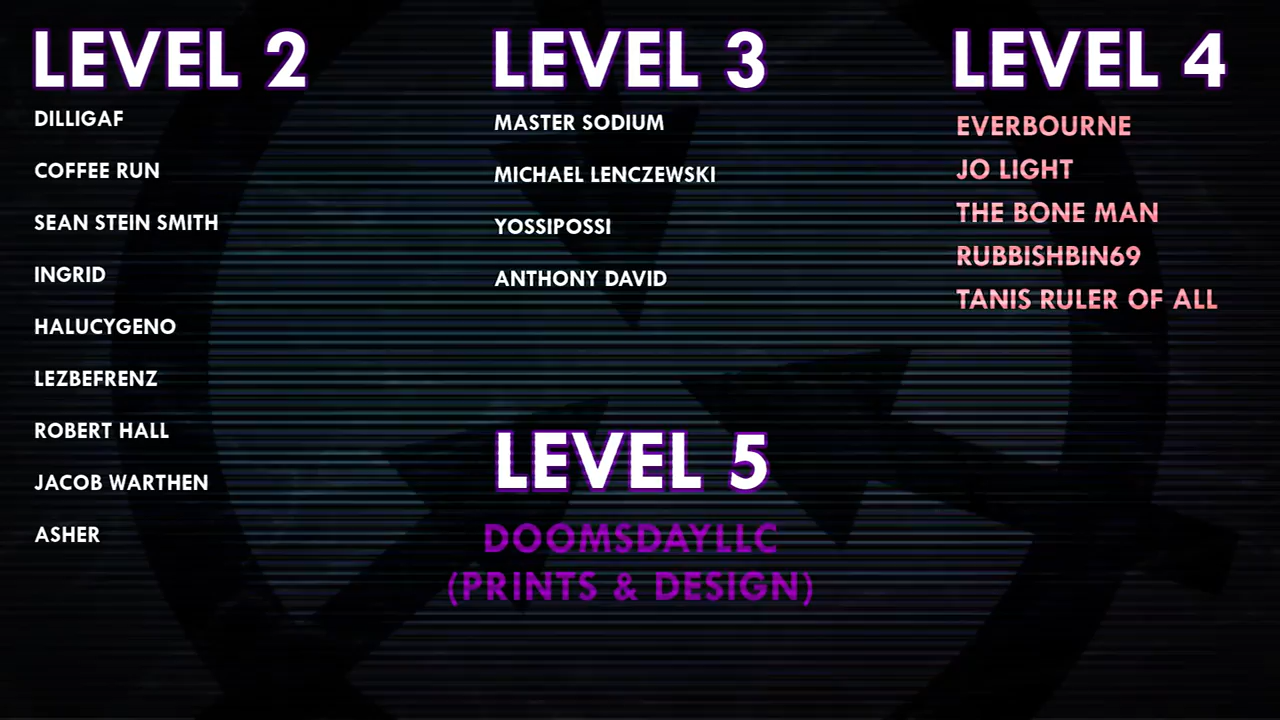 LEVEL 2
DILLIGAF
COFFEE RUN
SEAN STEIN SMITH
INGRID
HALUCYGENO
LEZBEFRENZ
ROBERT HALL
JACOB WARTHEN
ASHER
LEVEL 3
MASTER SODIUM
MICHAEL LENCZEWSKI
YOSSIPOSSI
ANTHONY DAVID
LEVEL 4
EVERBOURNE
JO LIGHT
THE BONE MAN
RUBBISHBIN69
TANIS RULER OF ALL
LEVEL 5
DOOMSDAYLLC
(PRINTS & DESIGN)